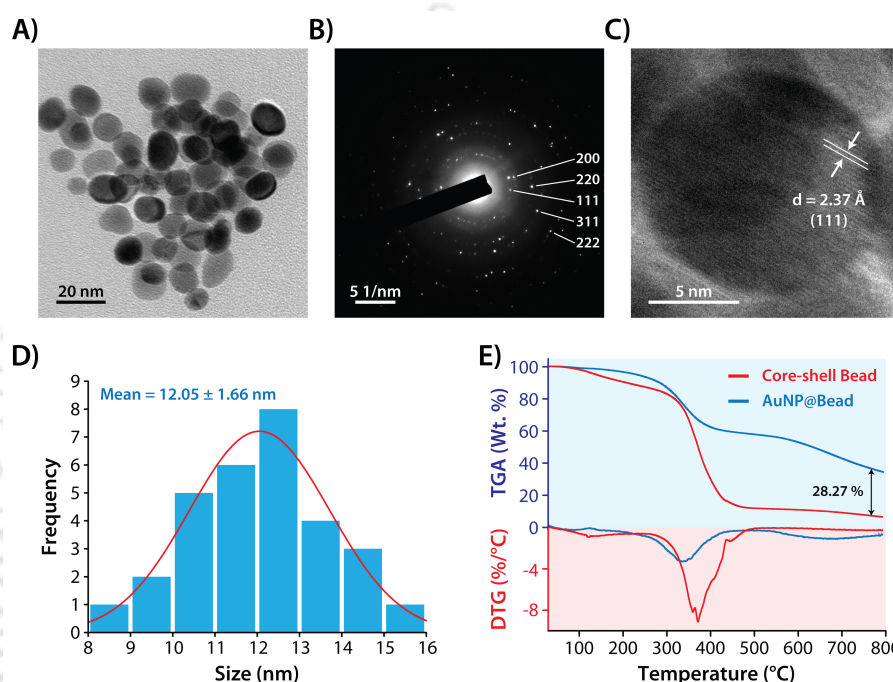 A)
20 nm
B)
200
220
111
311
222
5 1/nm
C)
d = 2.37 Å
(111)
5 nm
D)
Mean = 12.05 ± 1.66 nm
Frequency
9
8
7
6
5
4
3
2
1
0
8 9 10 11 12 13 14 15 16
Size (nm)
E)
Core-shell Bead
AuNP@Bead
28.27 %
TGA (Wt. %)
100
80
60
40
20
0
DTG (%/°C)
-4
-8
100 200 300 400 500 600 700 800
Temperature (°C)